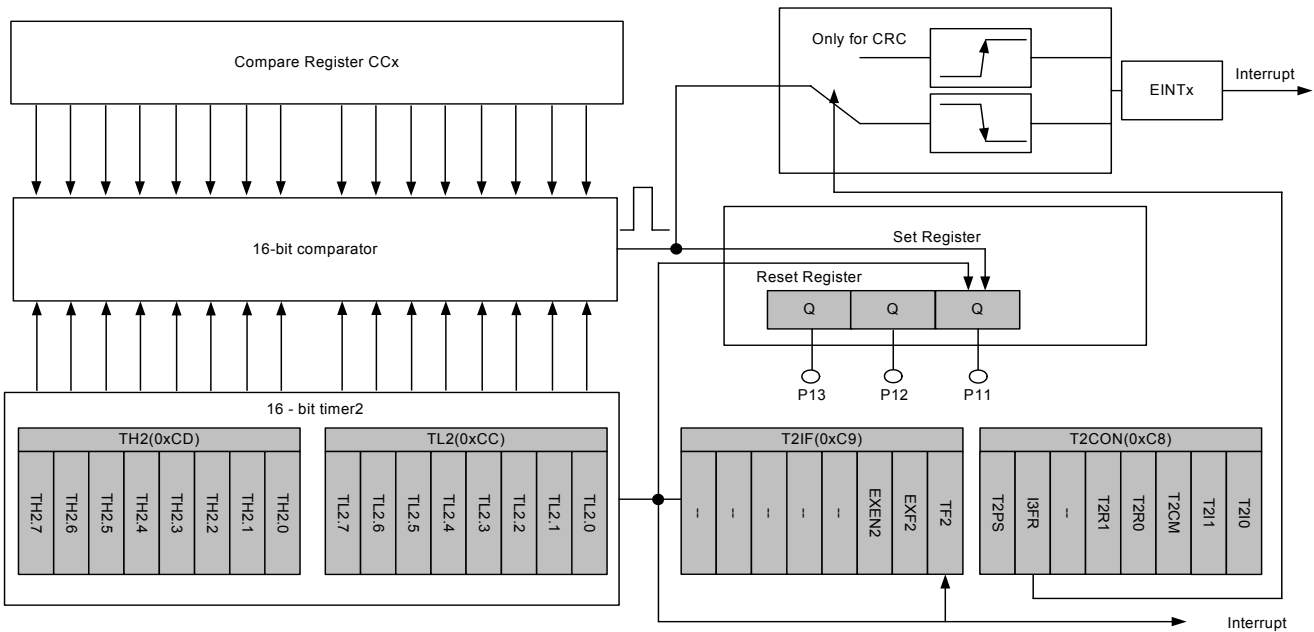 Only for CRC
Compare Register CCx
Interrupt
EINTx
16-bit comparator
Set Register
Reset Register
Q Q Q
P13 P12 P11
16 - bit timer2
TH2(0xCD) TL2(0xCC) T2IF(0xC9) T2CON(0xC8)
TH2.7 TH2.6 TH2.5 TH2.4 TH2.3 TH2.2 TH2.1 TH2.0
TL2.7 TL2.6 TL2.5 TL2.4 TL2.3 TL2.2 TL2.1 TL2.0
-- -- -- -- -- EXEN2 EXF2 TF2
T2PS I3FR -- T2R1 T2R0 T2CM T2I1 T2I0
Interrupt